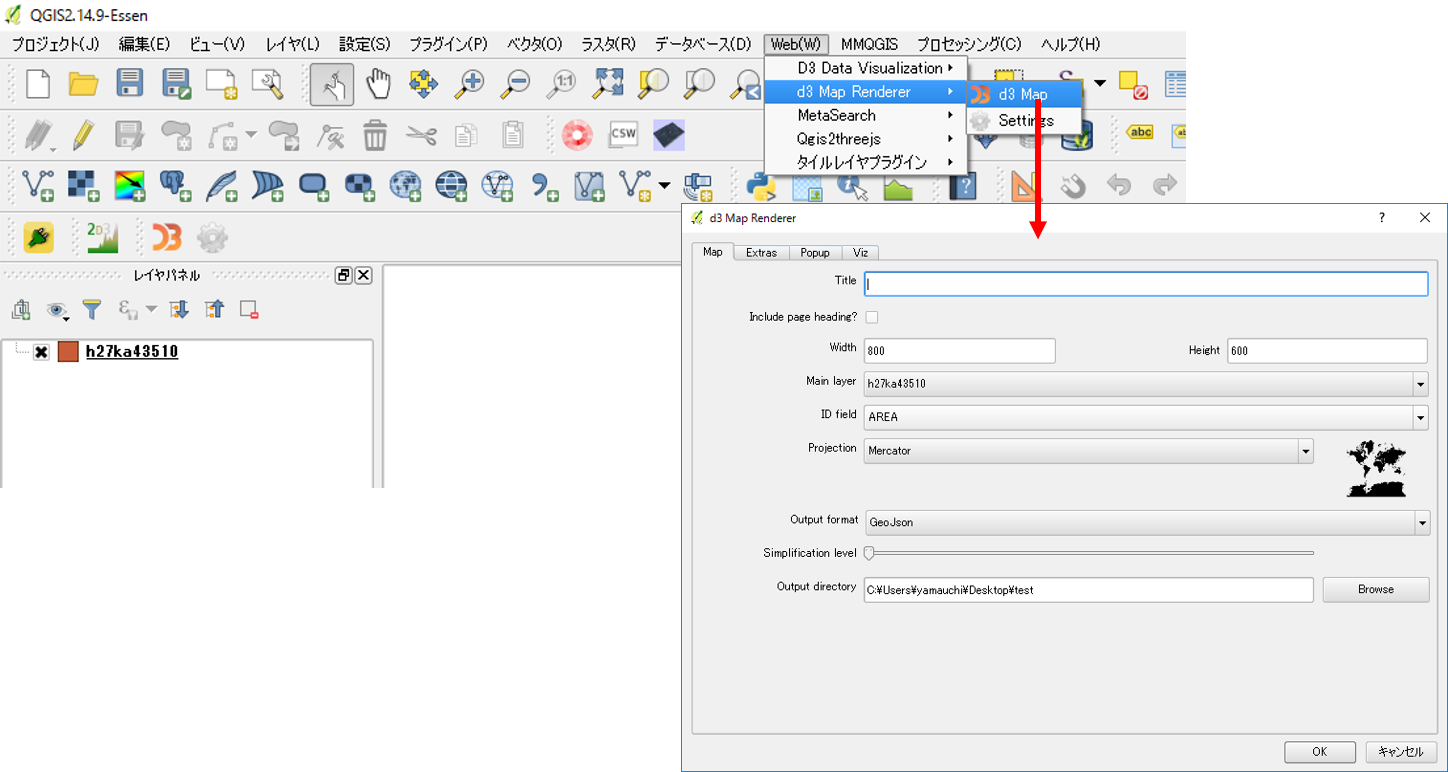 QGIS2.14.9-Essen
プロジェクト(J) 編集(E) ビュー(V) レイヤ(L) 設定(S) プラグイン(P) ベクタ(O) ラスタ(R) データベース(D) Web(W) MMQGIS プロセッシング(C) ヘルプ(H)
D3 Data Visualization
d3 Map Renderer
d3 Map
MetaSearch
Settings
Qgis2threejs
タイルレイヤプラグイン
1:1
CSW
abc
2D3
d3 Map Renderer
?
Map Extras Popup Viz
レイヤパネル
h27ka43510
Title
Include page heading?
Width 800 Height 600
Main layer h27ka43510
ID field AREA
Projection Mercator
Output format GeoJson
Simplification level
Output directory C:¥Users¥yamauchi¥Desktop¥test Browse
OK キャンセル